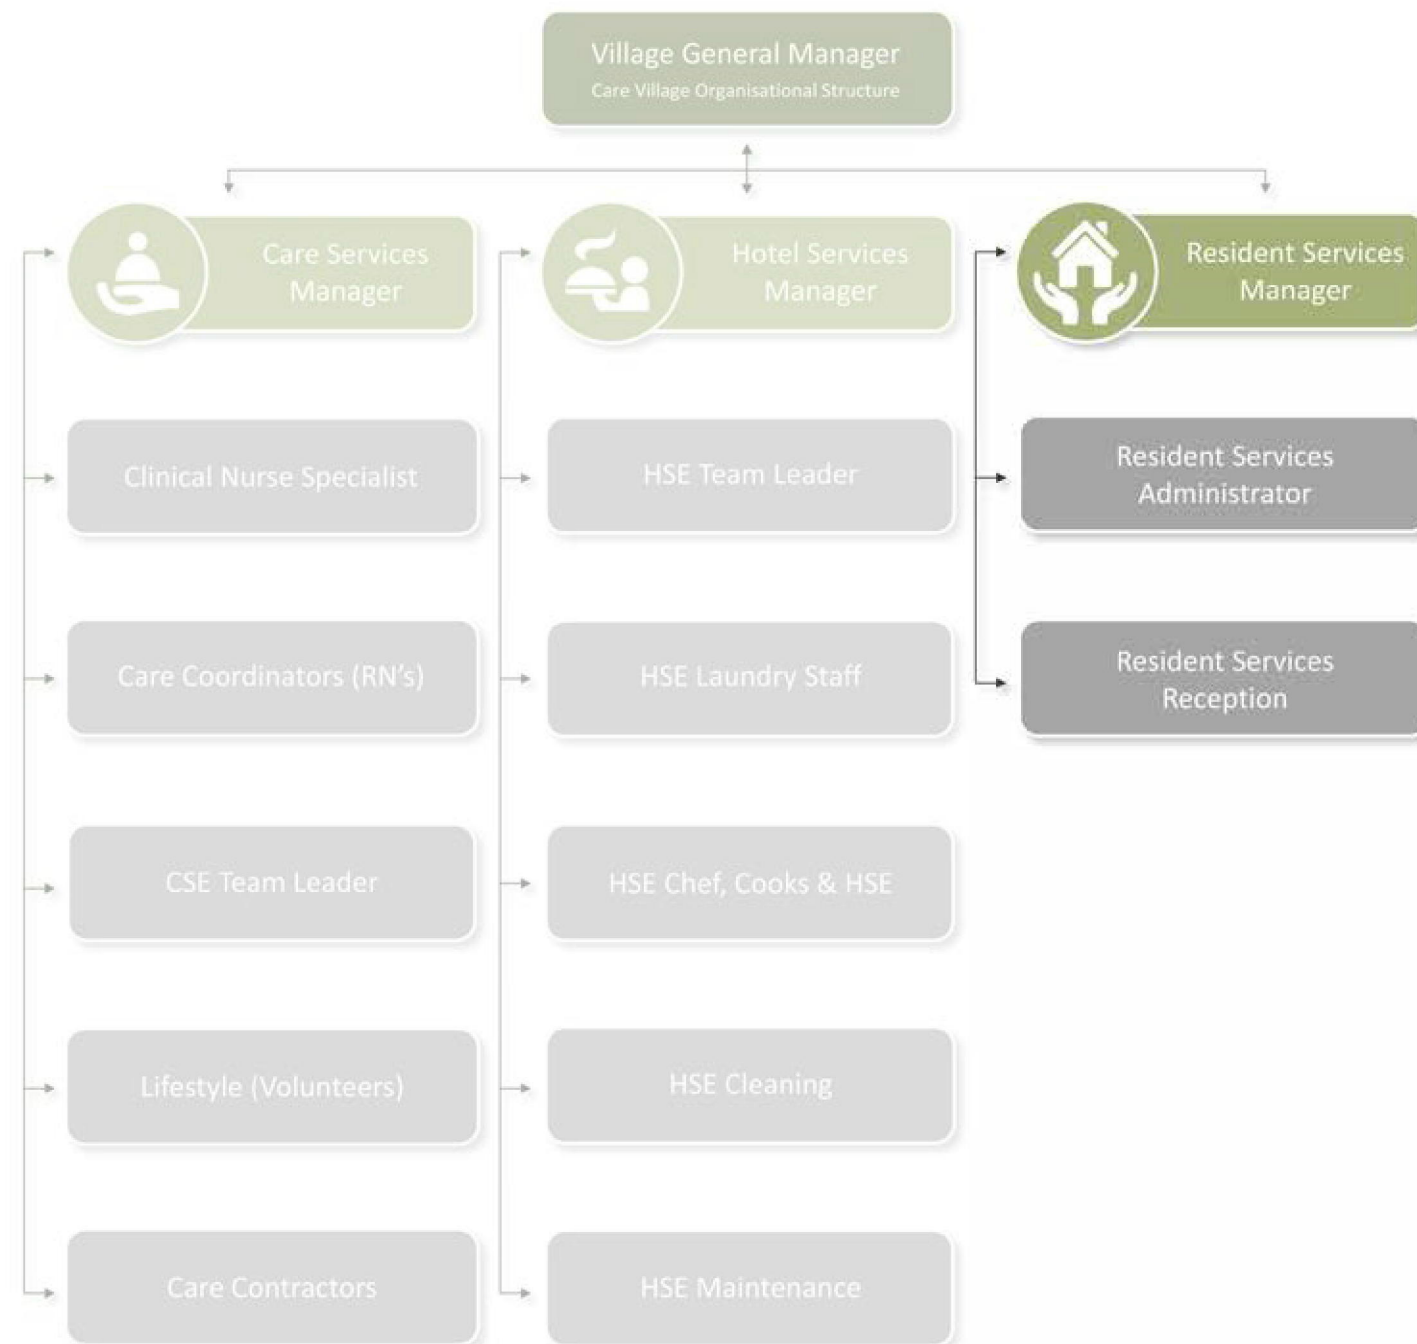 Village General Manager
Care Village Organisational Structure
Care Services
Manager
Hotel Services
Manager
Resident Services
Manager
Clinical Nurse Specialist
HSE Team Leader
Resident Services
Administrator
Care Coordinators (RN's)
HSE Laundry Staff
Resident Services
Reception
CSE Team Leader
HSE Chef, Cooks & HSE
Lifestyle (Volunteers)
HSE Cleaning
Care Contractors
HSE Maintenance